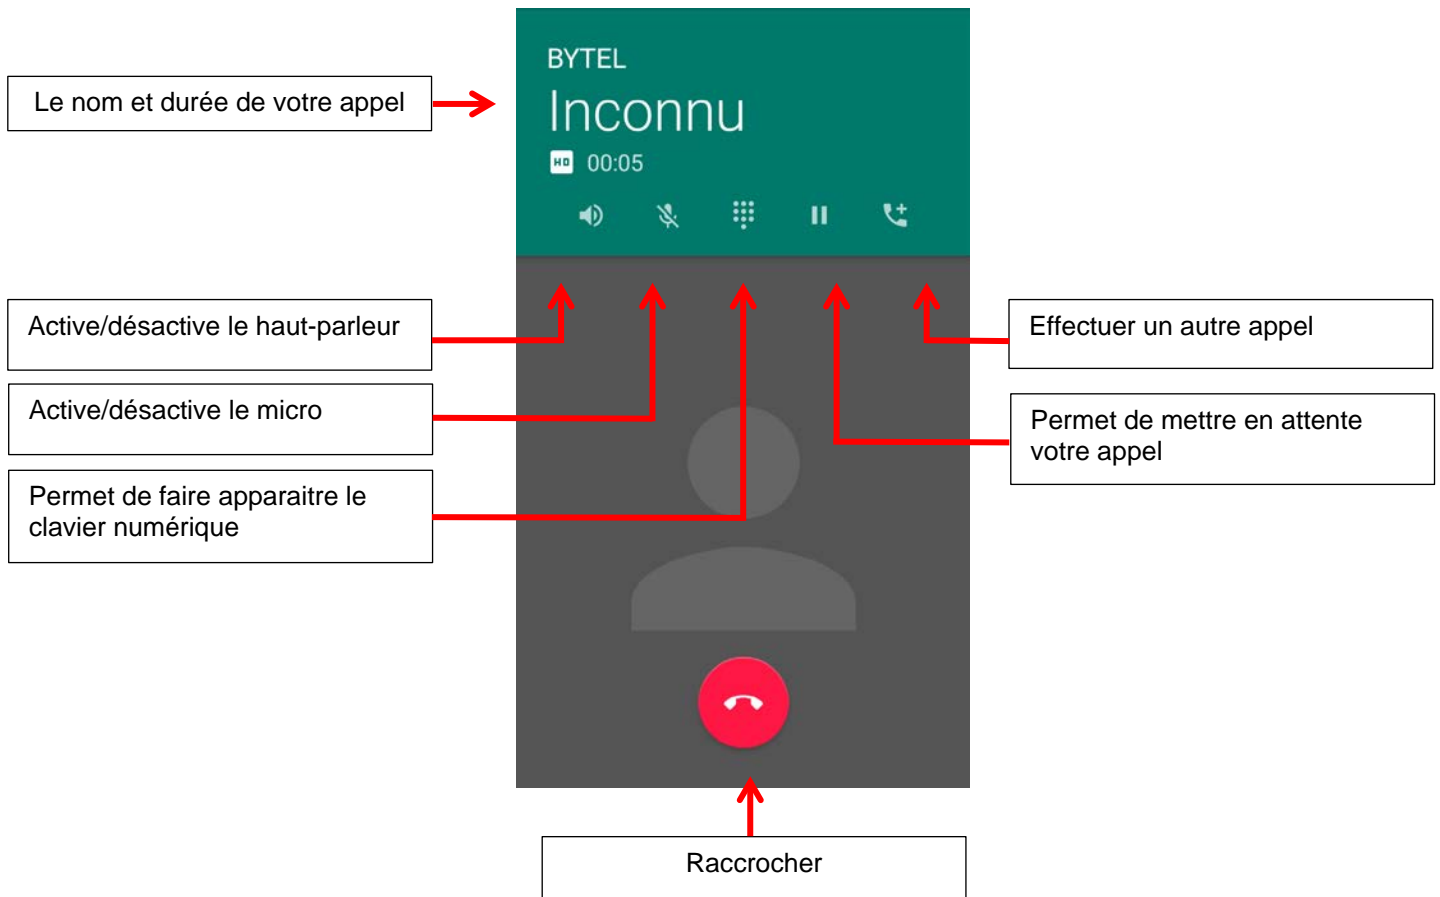 BYTEL
Le nom et durée de votre appel
Inconnu
HD 00:05
Active/désactive le haut-parleur
Effectuer un autre appel
Active/désactive le micro
Permet de mettre en attente
votre appel
Permet de faire apparaitre le
clavier numérique
Raccrocher